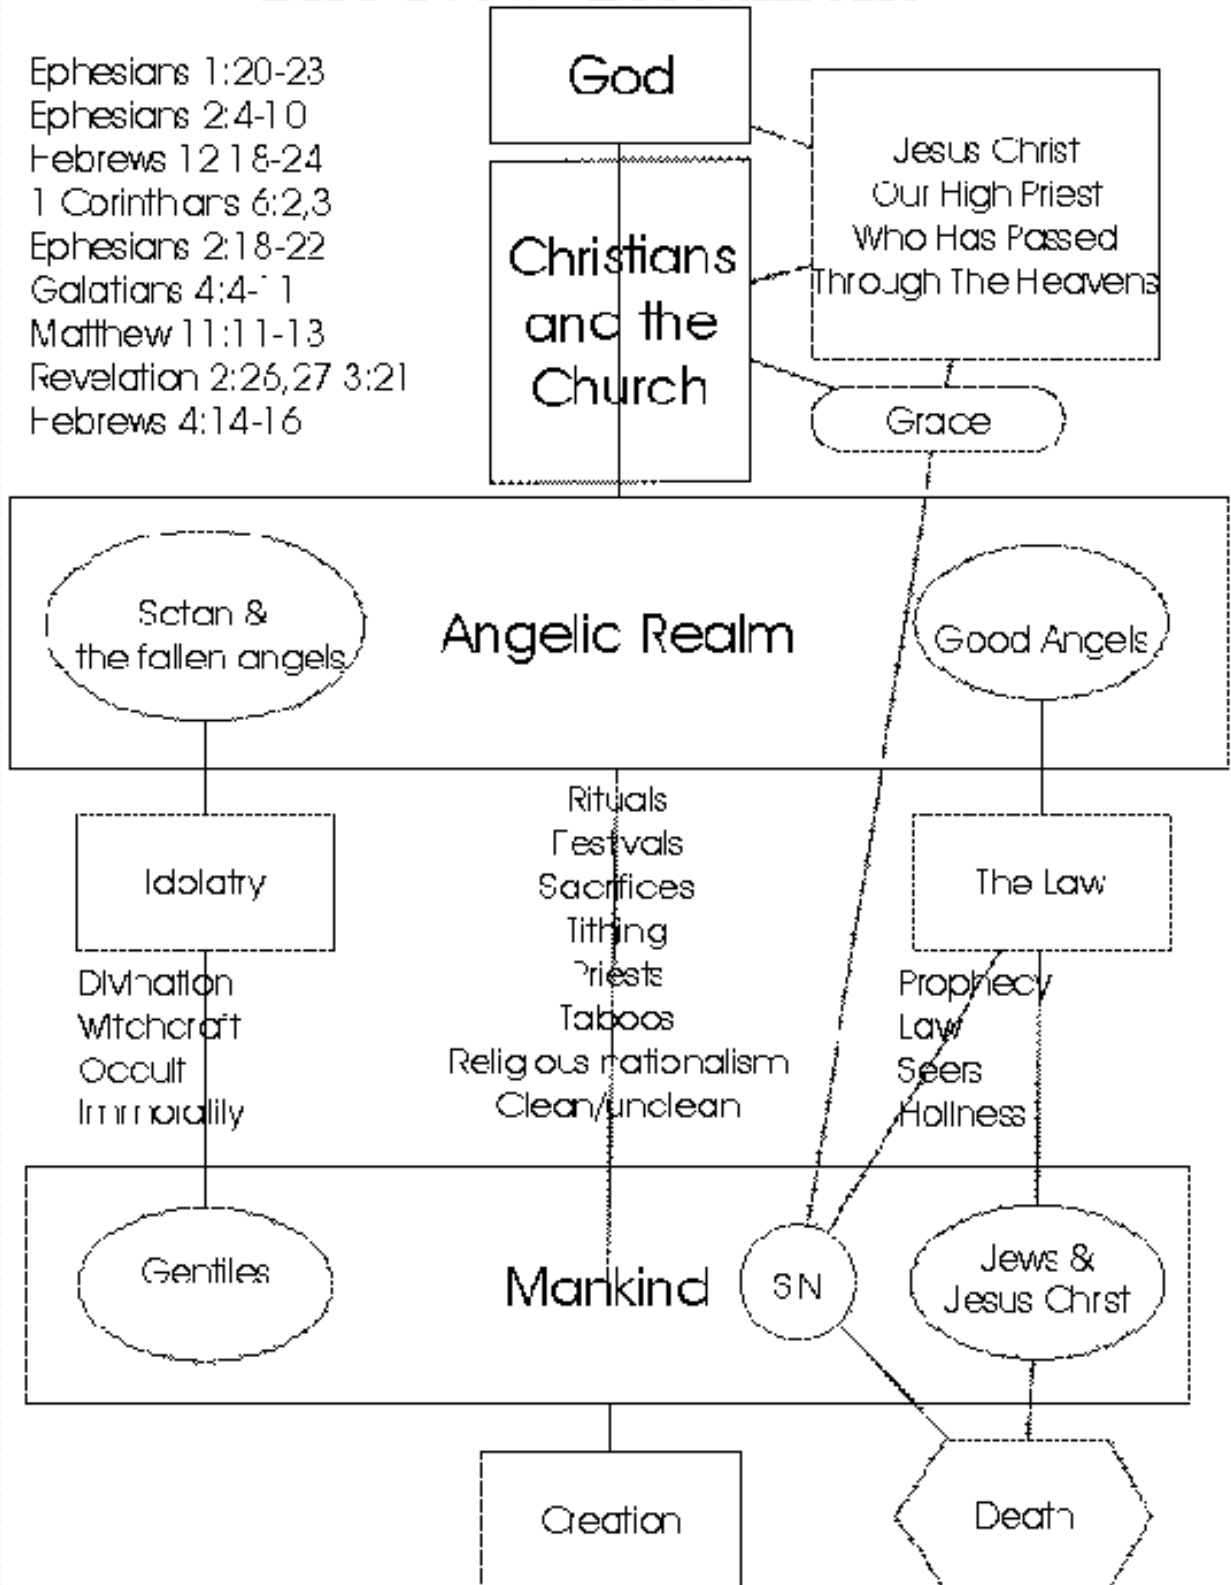 God
Ephesians 1:20-23
Ephesians 2:4-10
Hebrews 12 18-24
1 Corinthians 6:2,3
Ephesians 2:18-22
Galatians 4:4-11
Matthew 11:11-13
Revelation 2:26,27 3:21
Hebrews 4:14-16
Jesus Christ
Our High Priest
Who Has Passed
Through The Heavens
Christians
and the
Church
Grace
Satan &
the fallen angels
Angelic Realm
Good Angels
Idolatry
Rituals
Festivals
Sacrifices
Tithing
Priests
Taboos
Religious nationalism
Clean/unclean
The Law
Divination
Witchcraft
Occult
Immorality
Prophecy
Law
Seers
Holiness
Gentiles
Mankind
SIN
Jews &
Jesus Christ
Creation
Death